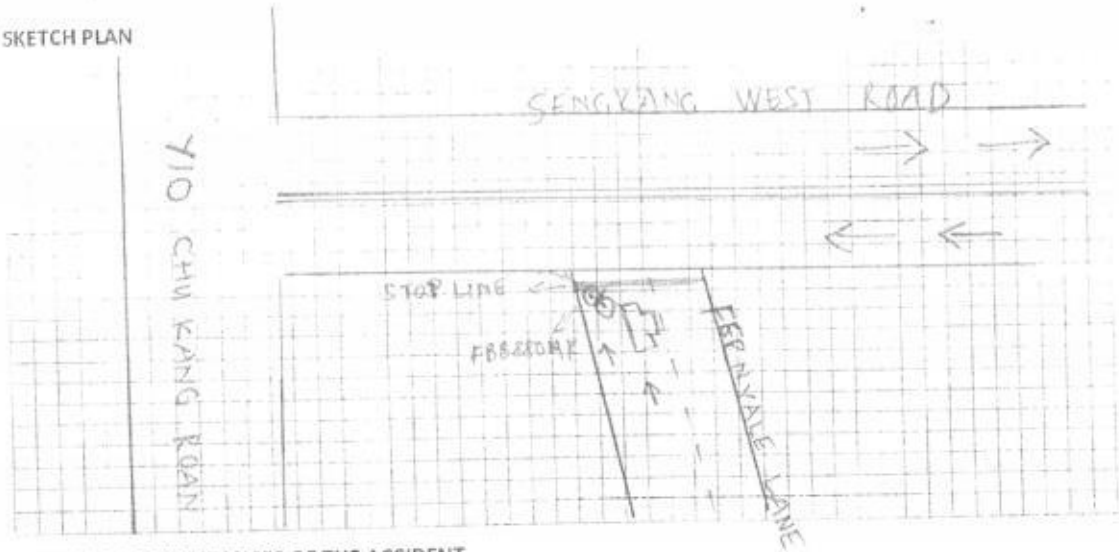 SKETCH PLAN
SENGKANG WEST ROAD
YIO CHU KANG ROAD
STOP LINE
FERNVALE LANE